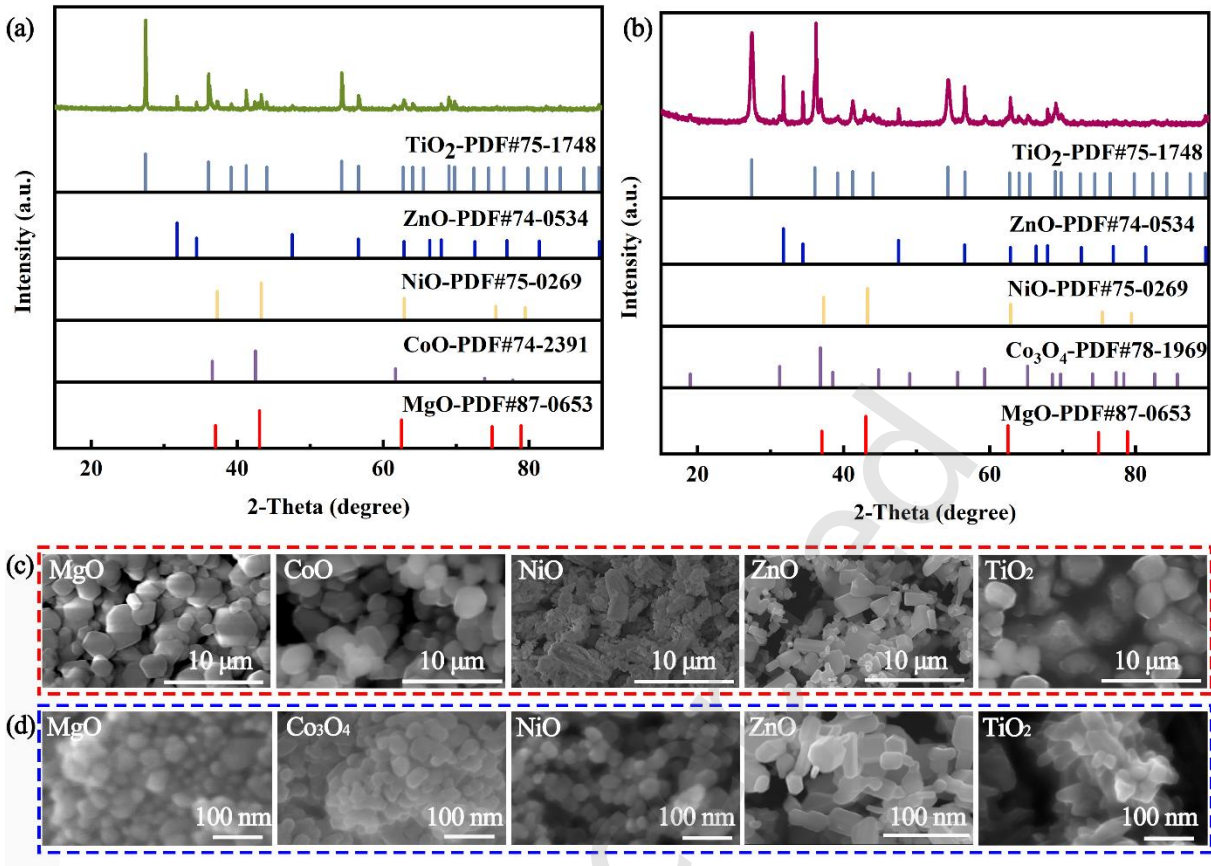 (a)
TiO2-PDF#75-1748
ZnO-PDF#74-0534
NiO-PDF#75-0269
CoO-PDF#74-2391
MgO-PDF#87-0653
Intensity (a.u.)
20 40 60 80
2-Theta (degree)
(b)
TiO2-PDF#75-1748
ZnO-PDF#74-0534
NiO-PDF#75-0269
Co3O4-PDF#78-1969
MgO-PDF#87-0653
Intensity (a.u.)
20 40 60 80
2-Theta (degree)
(c) MgO CoO NiO ZnO TiO2
10 μm 10 μm 10 μm 10 μm 10 μm
(d) MgO Co3O4 NiO ZnO TiO2
100 nm 100 nm 100 nm 100 nm 100 nm